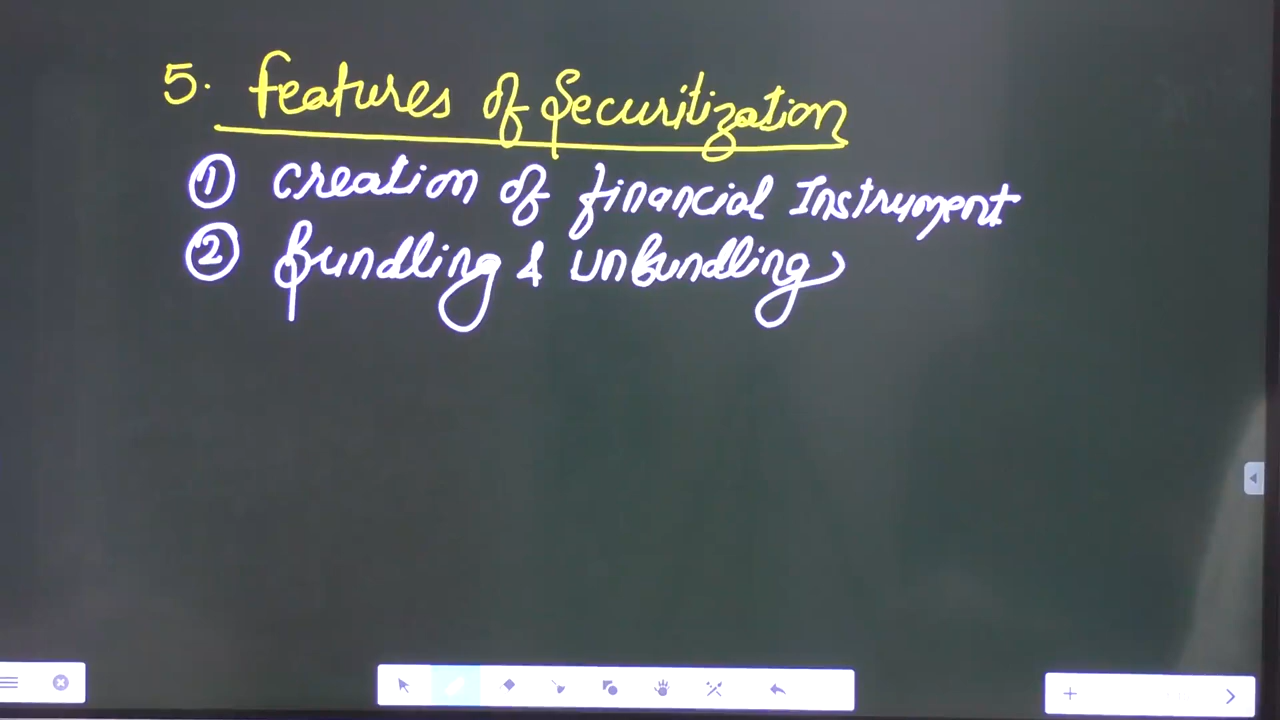 5. Features of Securitization
① Creation of financial Instrument
② Bundling & unbundling